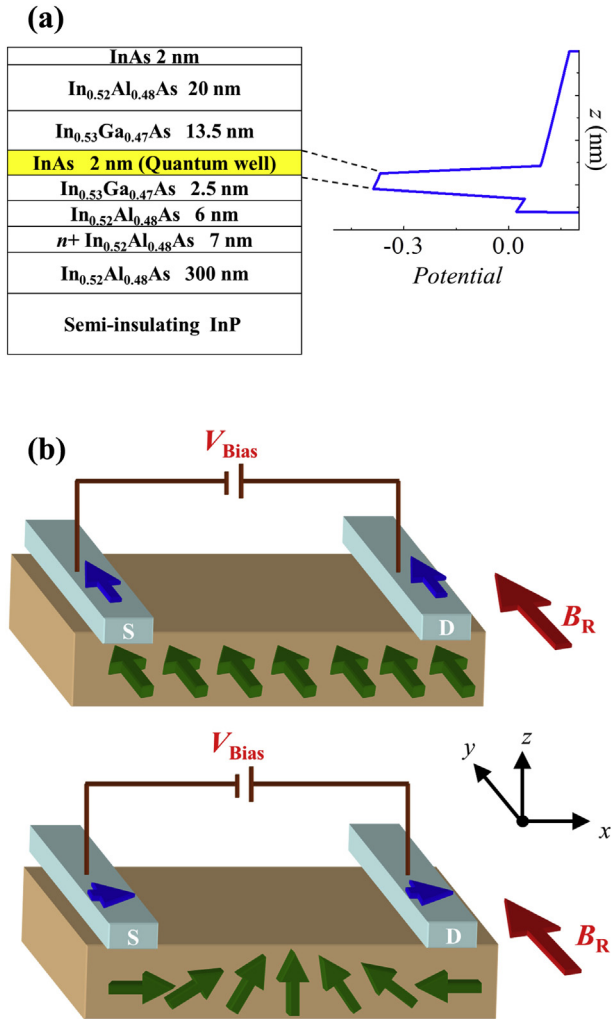 (a)
InAs 2 nm
In0.52Al0.48As 20 nm
In0.53Ga0.47As 13.5 nm
InAs 2 nm (Quantum well)
In0.53Ga0.47As 2.5 nm
In0.52Al0.48As 6 nm
n+ In0.52Al0.48As 7 nm
In0.52Al0.48As 300 nm
Semi-insulating InP
z (nm)
-0.3 0.0
Potential
(b)
VBias
S D
BR
VBias
y z x
S D
BR